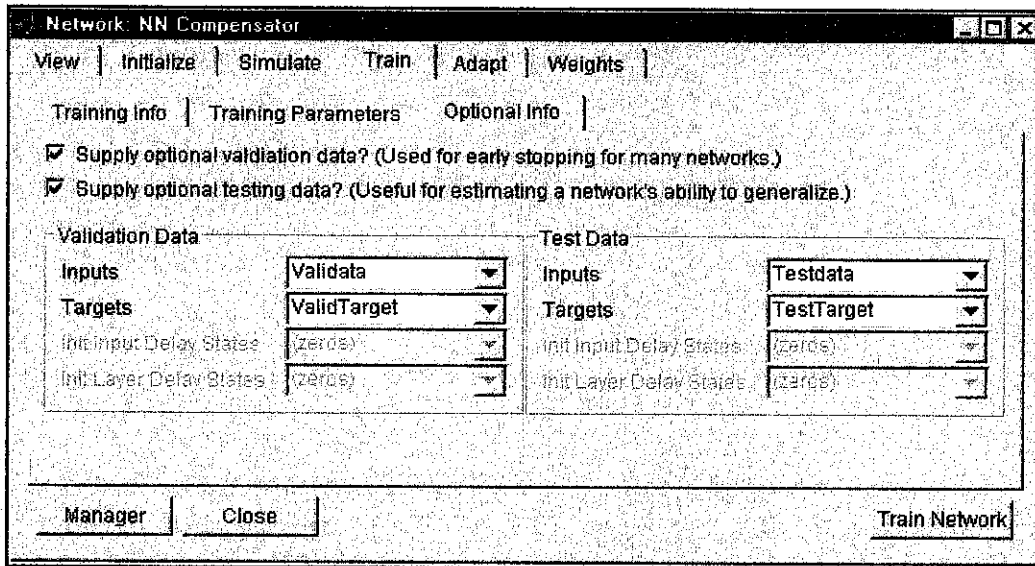 Network: NN Compensator
View Initialize Simulate Train Adapt Weights
Training Info Training Parameters Optional Info
Supply optional valdiation data? (Used for early stopping for many networks.)
Supply optional testing data? (Useful for estimating a network's ability to generalize.)
Validation Data
Inputs Validata
Targets ValidTarget
Init Input Delay States (zeros)
Init Layer Delay States (zeros)
Test Data
Inputs Testdata
Targets TestTarget
Init Input Delay States (zeros)
Init Layer Delay States (zeros)
Manager Close Train Network